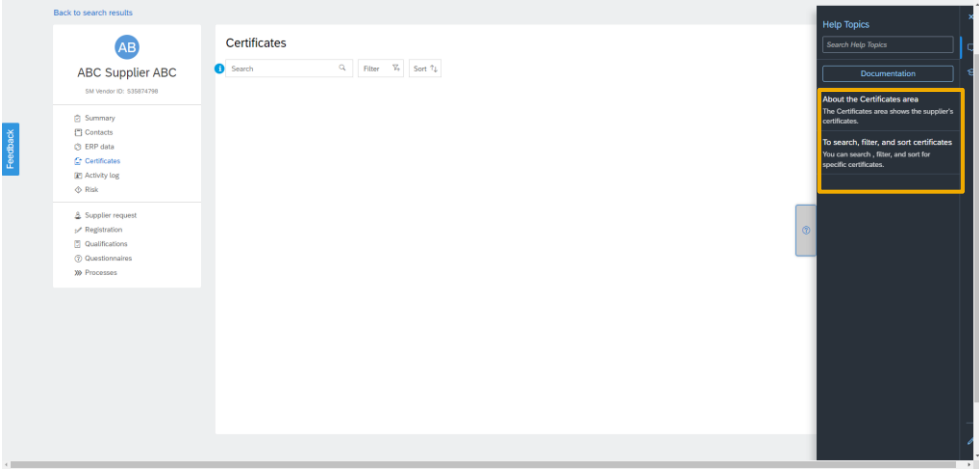 Back to search results
AB
ABC Supplier ABC
SM Vendor ID: S35874798
Summary
Contacts
ERP data
Certificates
Activity log
Risk
Supplier request
Registration
Qualifications
Questionnaires
Processes
Feedback
Certificates
Search
Filter
Sort
Help Topics
Search Help Topics
Documentation
About the Certificates area
The Certificates area shows the supplier's
certificates.
To search, filter, and sort certificates
You can search , filter, and sort for
specific certificates.